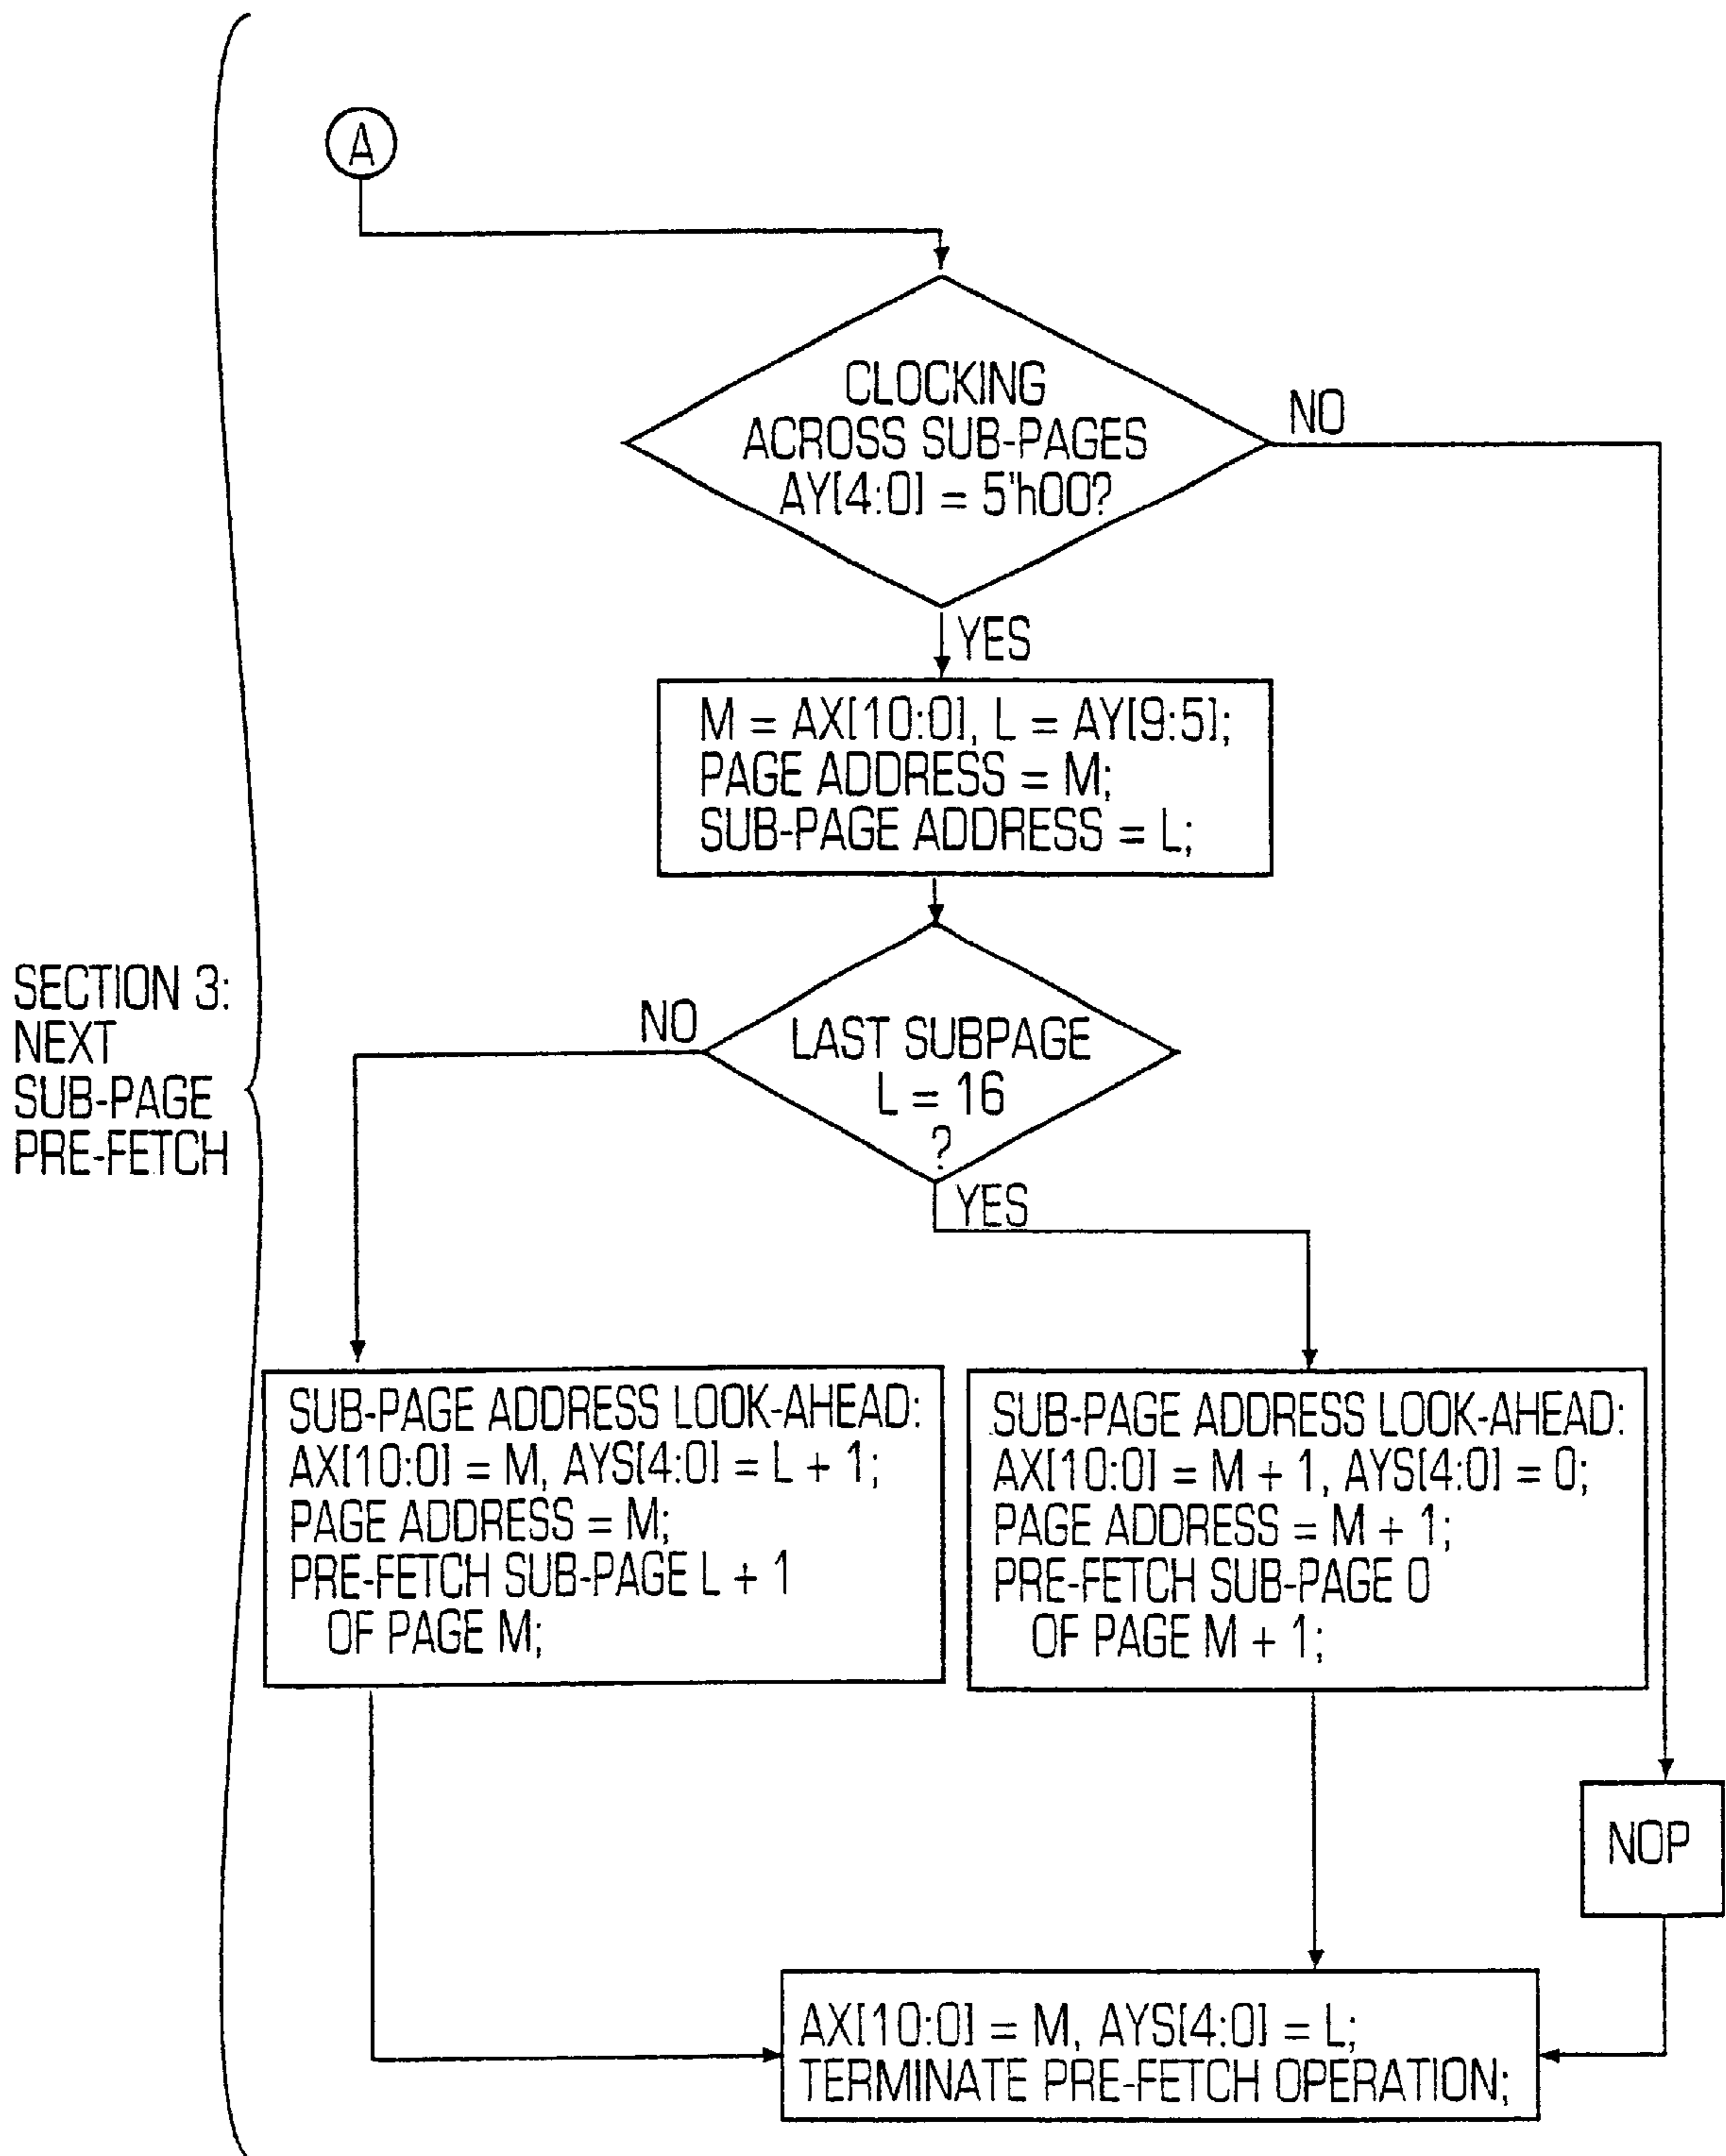 A
CLOCKING
ACROSS SUB-PAGES
AY[4:0] = 5'h00?
NO
YES
M = AX[10:0], L = AY[9:5];
PAGE ADDRESS = M;
SUB-PAGE ADDRESS = L;
SECTION 3:
NEXT
SUB-PAGE
PRE-FETCH
NO
LAST SUBPAGE
L = 16
?
YES
SUB-PAGE ADDRESS LOOK-AHEAD:
AX[10:0] = M, AYS[4:0] = L + 1;
PAGE ADDRESS = M;
PRE-FETCH SUB-PAGE L + 1
OF PAGE M;
SUB-PAGE ADDRESS LOOK-AHEAD:
AX[10:0] = M + 1, AYS[4:0] = 0;
PAGE ADDRESS = M + 1;
PRE-FETCH SUB-PAGE 0
OF PAGE M + 1;
NOP
AX[10:0] = M, AYS[4:0] = L;
TERMINATE PRE-FETCH OPERATION;